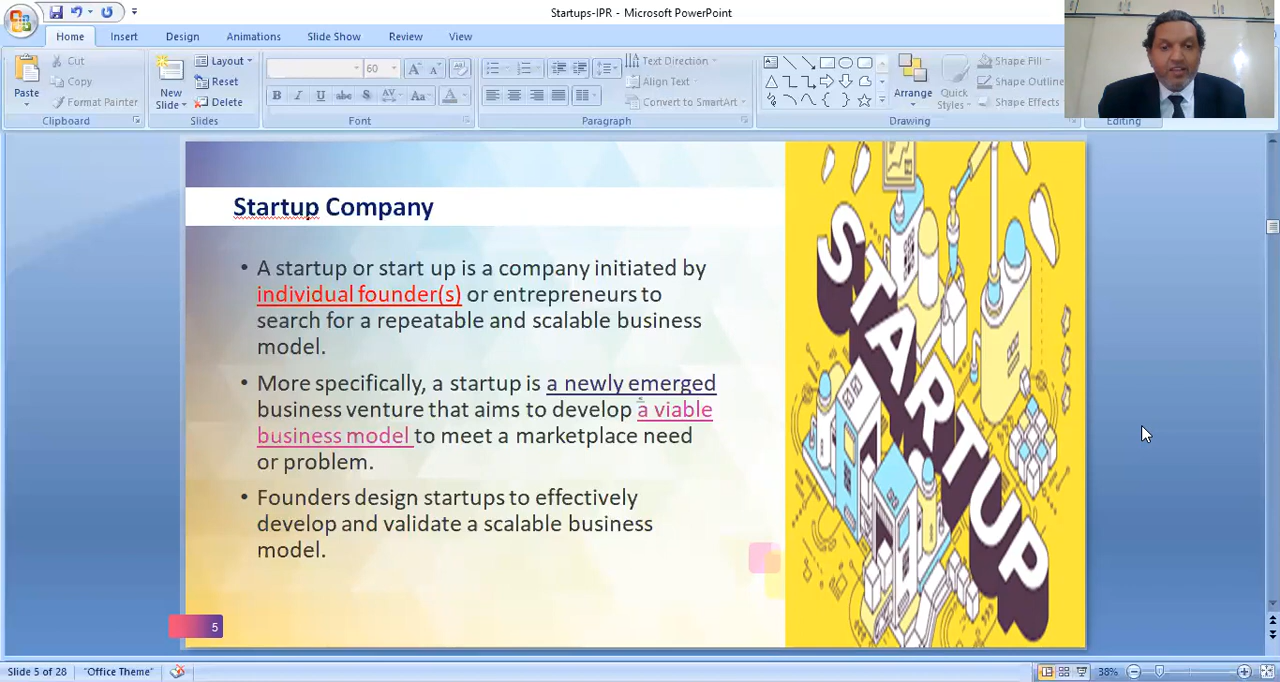 Startups-IPR - Microsoft PowerPoint
Home Insert Design Animations Slide Show Review View
Paste
Cut
Copy
Format Painter
Clipboard
New Slide
Layout
Reset
Delete
Slides
60
B I U abc S AV Aa A
Font
Text Direction
Align Text
Convert to SmartArt
Paragraph
Arrange
Quick Styles
Shape Fill
Shape Outline
Shape Effects
Drawing
Editing
Startup Company
• A startup or start up is a company initiated by
individual founder(s) or entrepreneurs to
search for a repeatable and scalable business
model.
• More specifically, a startup is a newly emerged
business venture that aims to develop a viable
business model to meet a marketplace need
or problem.
• Founders design startups to effectively
develop and validate a scalable business
model.
5
STARTUP
Slide 5 of 28 "Office Theme" 38%